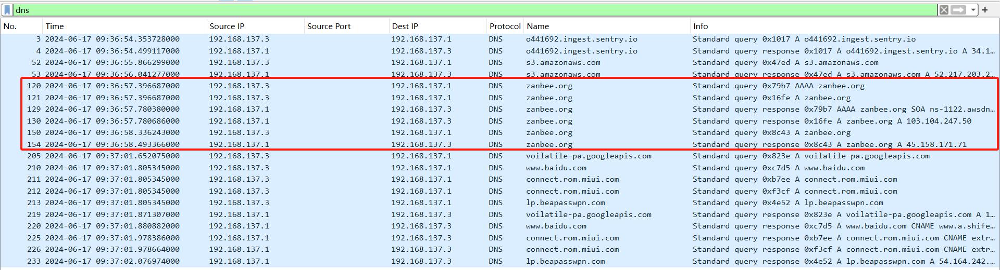 dns
No. Time Source IP Source Port Dest IP Protocol Name Info
3 2024-06-17 09:36:54.353728000 192.168.137.3 192.168.137.1 DNS o441692.ingest.sentry.io Standard query 0x1017 A o441692.ingest.sentry.io
4 2024-06-17 09:36:54.499117000 192.168.137.1 192.168.137.3 DNS o441692.ingest.sentry.io Standard query response 0x1017 A o441692.ingest.sentry.io A 34.1…
52 2024-06-17 09:36:55.866299000 192.168.137.3 192.168.137.1 DNS s3.amazonaws.com Standard query 0x47ed A s3.amazonaws.com
53 2024-06-17 09:36:56.041277000 192.168.137.1 192.168.137.3 DNS s3.amazonaws.com Standard query response 0x47ed A s3.amazonaws.com A 52.217.203.2…
120 2024-06-17 09:36:57.396687000 192.168.137.3 192.168.137.1 DNS zanbee.org Standard query 0x79b7 AAAA zanbee.org
121 2024-06-17 09:36:57.396687000 192.168.137.3 192.168.137.1 DNS zanbee.org Standard query 0x16fe A zanbee.org
129 2024-06-17 09:36:57.780380000 192.168.137.1 192.168.137.3 DNS zanbee.org Standard query response 0x79b7 AAAA zanbee.org SOA ns-1122.awsdn…
130 2024-06-17 09:36:57.780686000 192.168.137.1 192.168.137.3 DNS zanbee.org Standard query response 0x16fe A zanbee.org A 103.104.247.50
150 2024-06-17 09:36:58.336243000 192.168.137.3 192.168.137.1 DNS zanbee.org Standard query 0x8c43 A zanbee.org
154 2024-06-17 09:36:58.493366000 192.168.137.1 192.168.137.3 DNS zanbee.org Standard query response 0x8c43 A zanbee.org A 45.158.171.71
205 2024-06-17 09:37:01.652075000 192.168.137.3 192.168.137.1 DNS voilatile-pa.googleapis.com Standard query 0x823e A voilatile-pa.googleapis.com
210 2024-06-17 09:37:01.805345000 192.168.137.3 192.168.137.1 DNS www.baidu.com Standard query 0xc7d5 A www.baidu.com
211 2024-06-17 09:37:01.805345000 192.168.137.3 192.168.137.1 DNS connect.rom.miui.com Standard query 0xb7ee A connect.rom.miui.com
212 2024-06-17 09:37:01.805345000 192.168.137.3 192.168.137.1 DNS connect.rom.miui.com Standard query 0xf3cf A connect.rom.miui.com
213 2024-06-17 09:37:01.805345000 192.168.137.3 192.168.137.1 DNS lp.beapasswpn.com Standard query 0x4e52 A lp.beapasswpn.com
219 2024-06-17 09:37:01.871307000 192.168.137.1 192.168.137.3 DNS voilatile-pa.googleapis.com Standard query response 0x823e A voilatile-pa.googleapis.com A 1…
220 2024-06-17 09:37:01.880882000 192.168.137.1 192.168.137.3 DNS www.baidu.com Standard query response 0xc7d5 A www.baidu.com CNAME www.a.shife…
225 2024-06-17 09:37:01.978386000 192.168.137.1 192.168.137.3 DNS connect.rom.miui.com Standard query response 0xb7ee A connect.rom.miui.com CNAME extr…
226 2024-06-17 09:37:01.978664000 192.168.137.1 192.168.137.3 DNS connect.rom.miui.com Standard query response 0xf3cf A connect.rom.miui.com CNAME extr…
233 2024-06-17 09:37:02.076974000 192.168.137.1 192.168.137.3 DNS lp.beapasswpn.com Standard query response 0x4e52 A lp.beapasswpn.com A 54.164.242.…